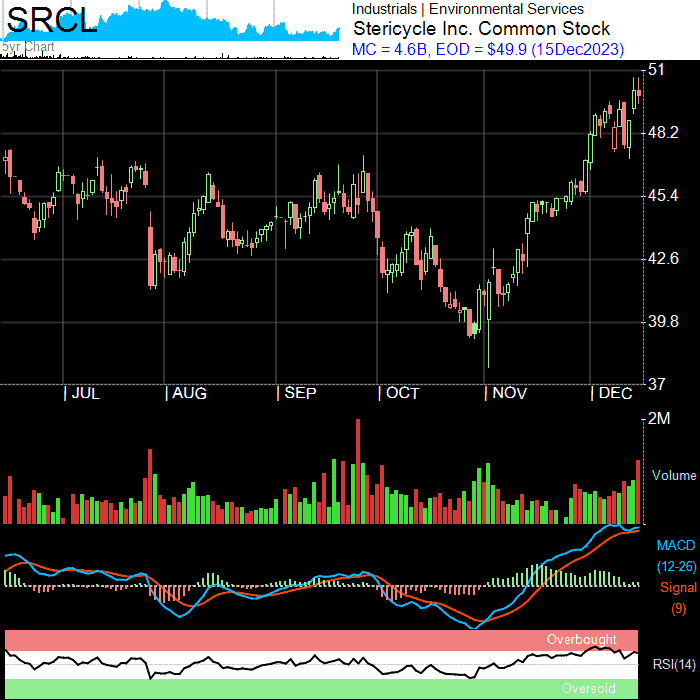 SRCL
5yr Chart
Industrials | Environmental Services
Stericycle Inc. Common Stock
MC = 4.6B, EOD = $49.9 (15Dec2023)
51
48.2
45.4
42.6
39.8
37
| JUL | AUG | SEP | OCT | NOV | DEC
2M
Volume
MACD
(12-26)
Signal
(9)
Overbought
RSI(14)
Oversold